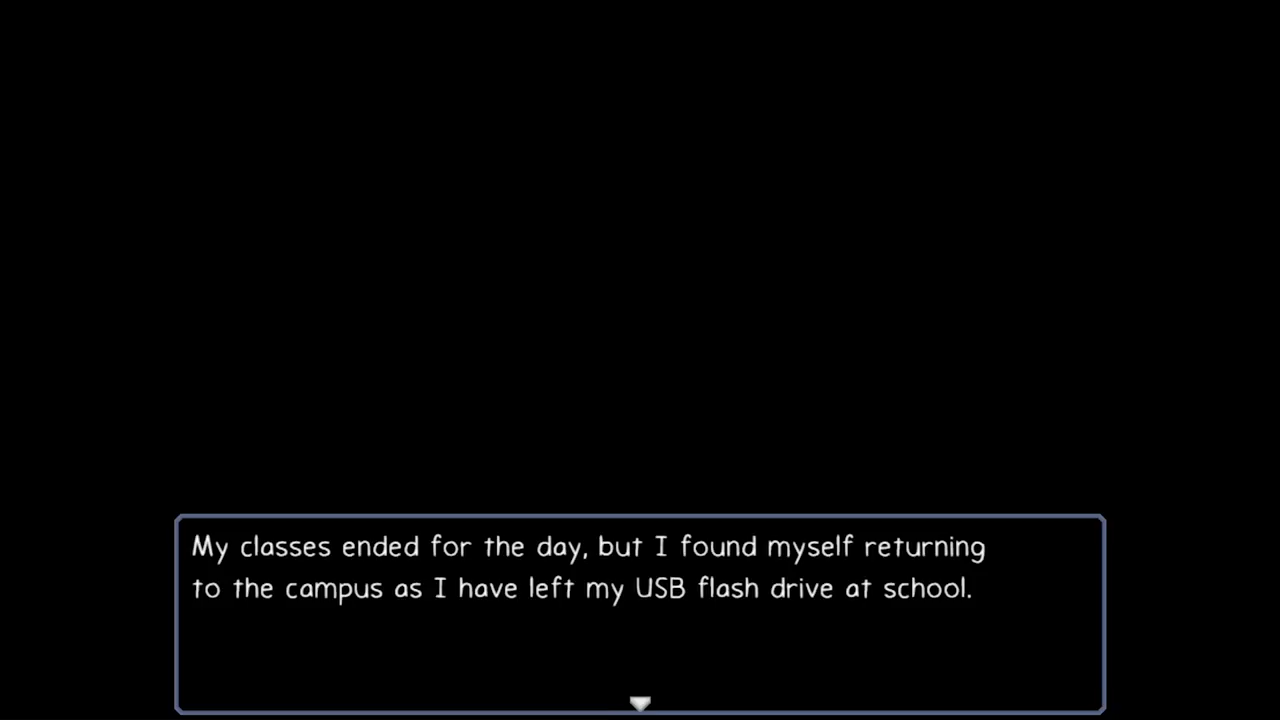 My classes ended for the day, but I found myself returning
to the campus as I have left my USB flash drive at school.